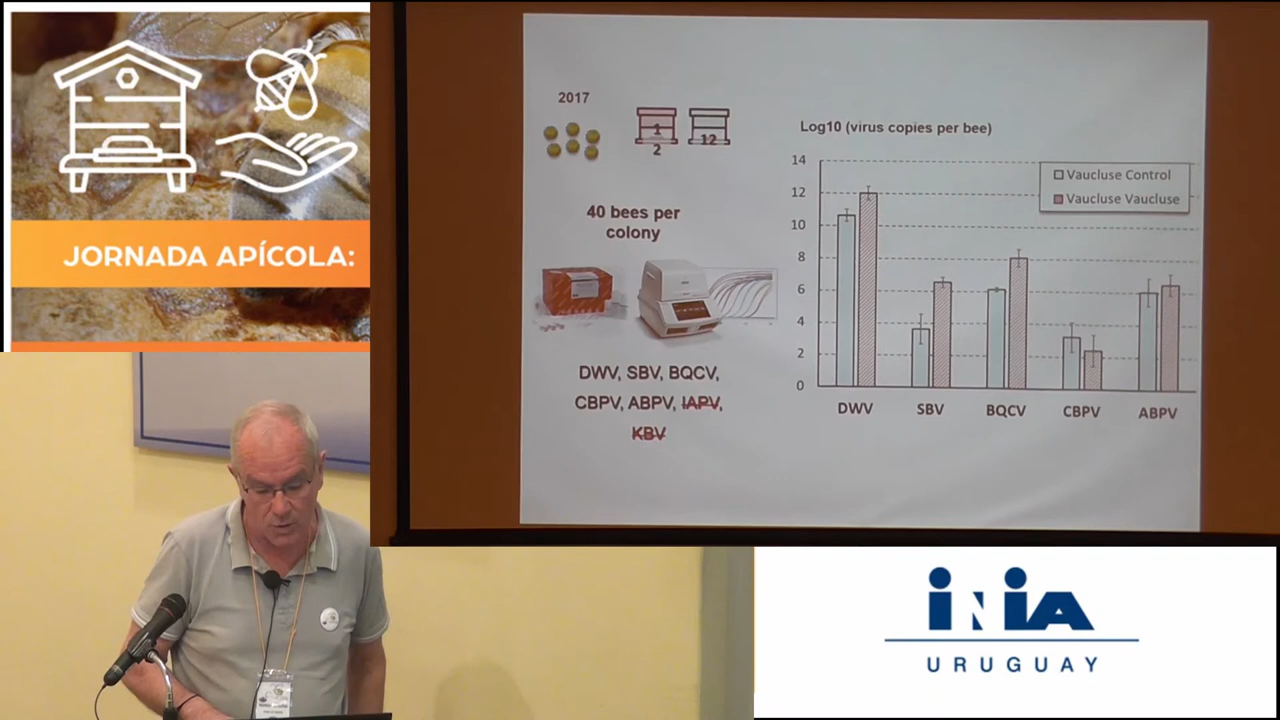 JORNADA APÍCOLA:
2017
1
2
12
40 bees per
colony
DWV, SBV, BQCV,
CBPV, ABPV, IAPV,
KBV
Log10 (virus copies per bee)
14
12
10
8
6
4
2
0
Vaucluse Control
Vaucluse Vaucluse
DWV SBV BQCV CBPV ABPV
INIA
URUGUAY